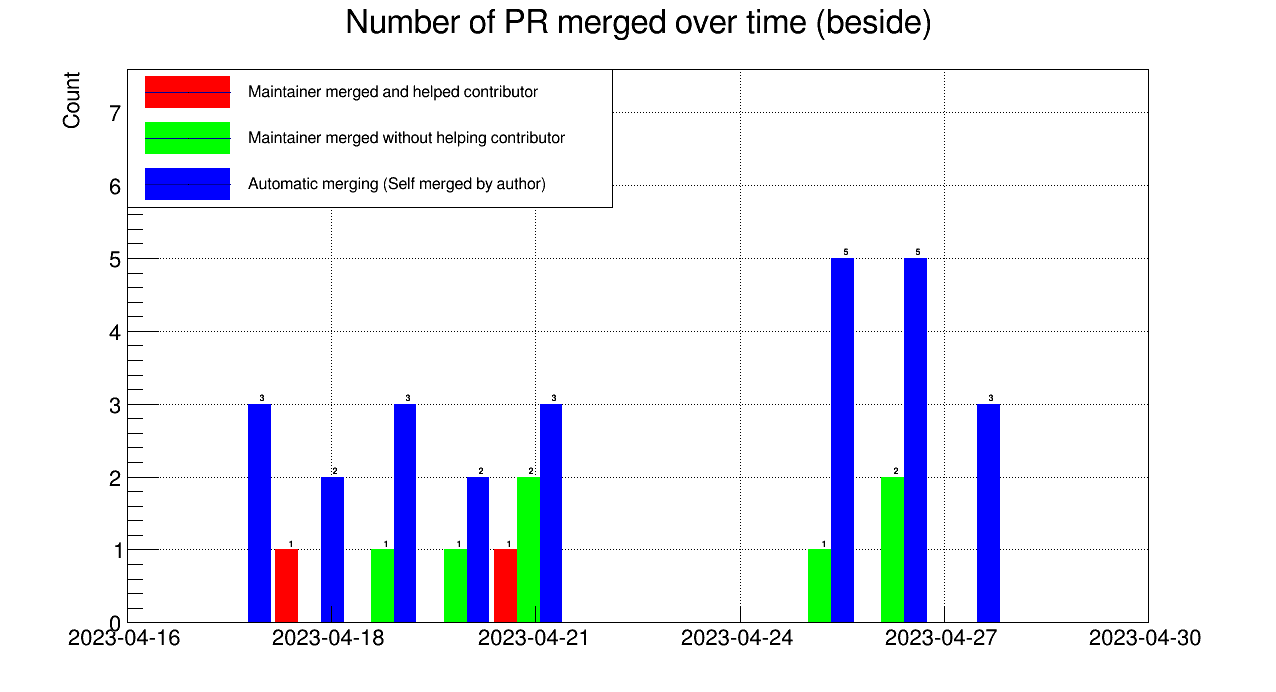 Number of PR merged over time (beside)
Count
Maintainer merged and helped contributor
Maintainer merged without helping contributor
Automatic merging (Self merged by author)
7
6
5
4
3
2
1
0
5 5
3 3 3 3
2 2 2 2
1 1 1 1 1
2023-04-16 2023-04-18 2023-04-21 2023-04-24 2023-04-27 2023-04-30